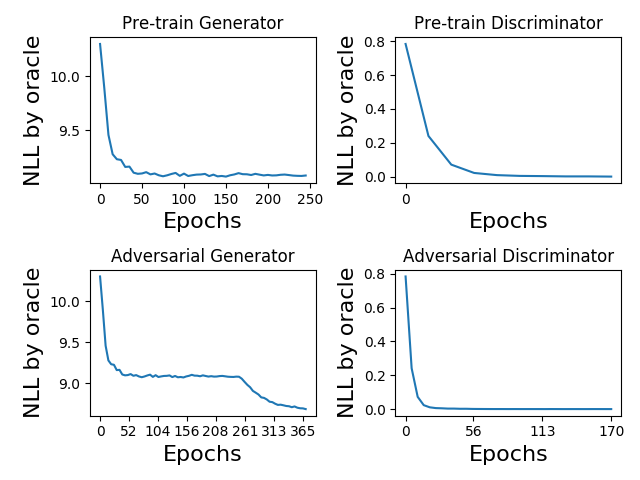 Pre-train Generator
NLL by oracle
10.0
9.5
0 50 100 150 200 250
Epochs
Pre-train Discriminator
NLL by oracle
0.8
0.6
0.4
0.2
0.0
0
Epochs
Adversarial Generator
NLL by oracle
10.0
9.5
9.0
0 52 104 156 208 261 313 365
Epochs
Adversarial Discriminator
NLL by oracle
0.8
0.6
0.4
0.2
0.0
0 56 113 170
Epochs